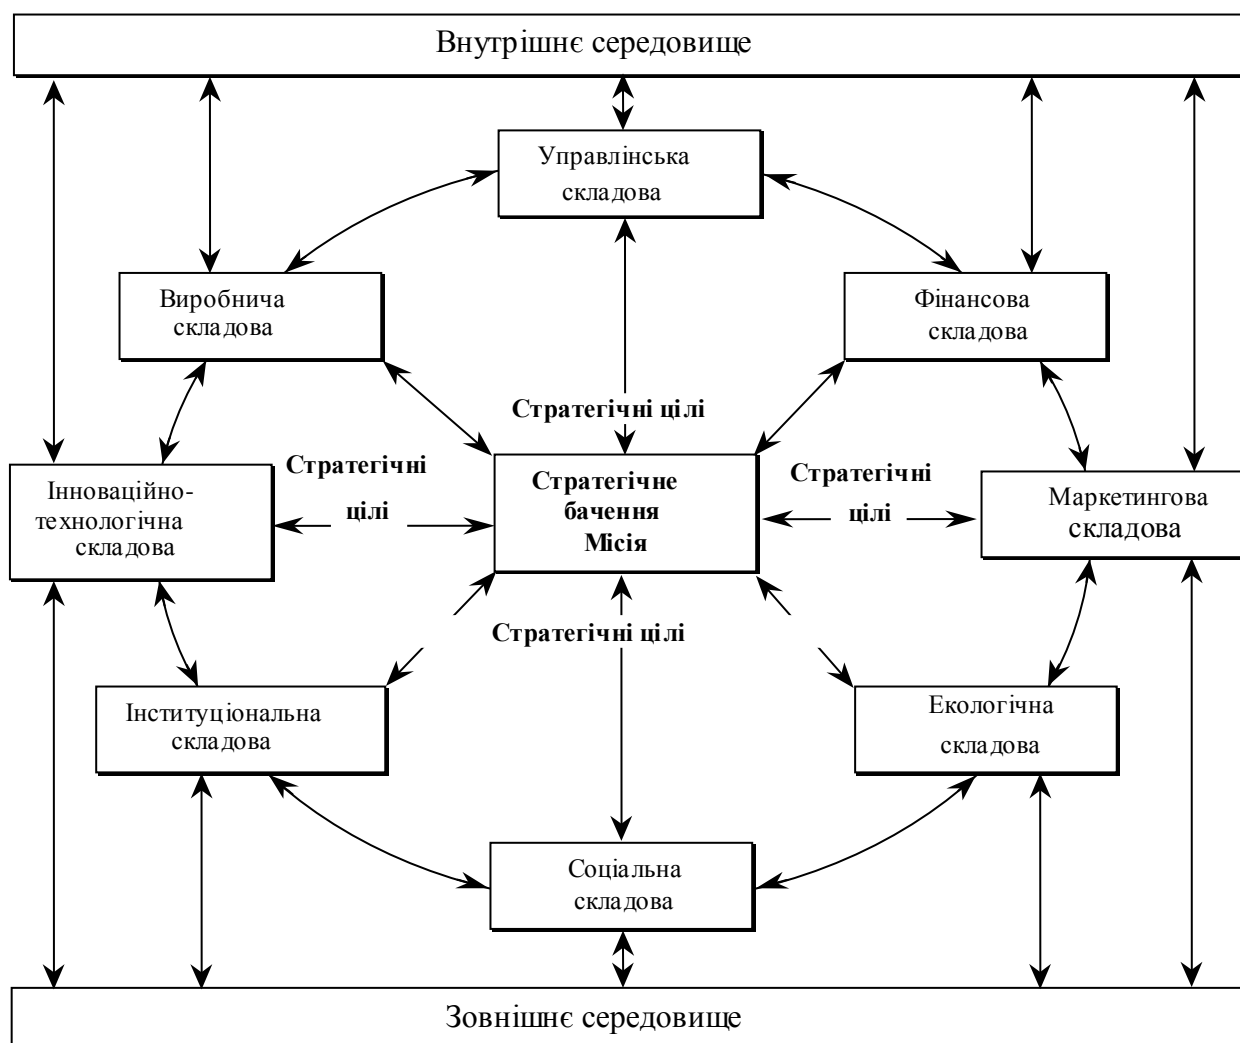 Внутрішнє середовище
Управлінська
складова
Виробнича
складова
Фінансова
складова
Стратегічні цілі
Інноваційно-
технологічна
складова
Стратегічні
цілі
Стратегічне
бачення
Місія
Стратегічні
цілі
Маркетингова
складова
Стратегічні цілі
Інституціональна
складова
Екологічна
складова
Соціальна
складова
Зовнішнє середовище